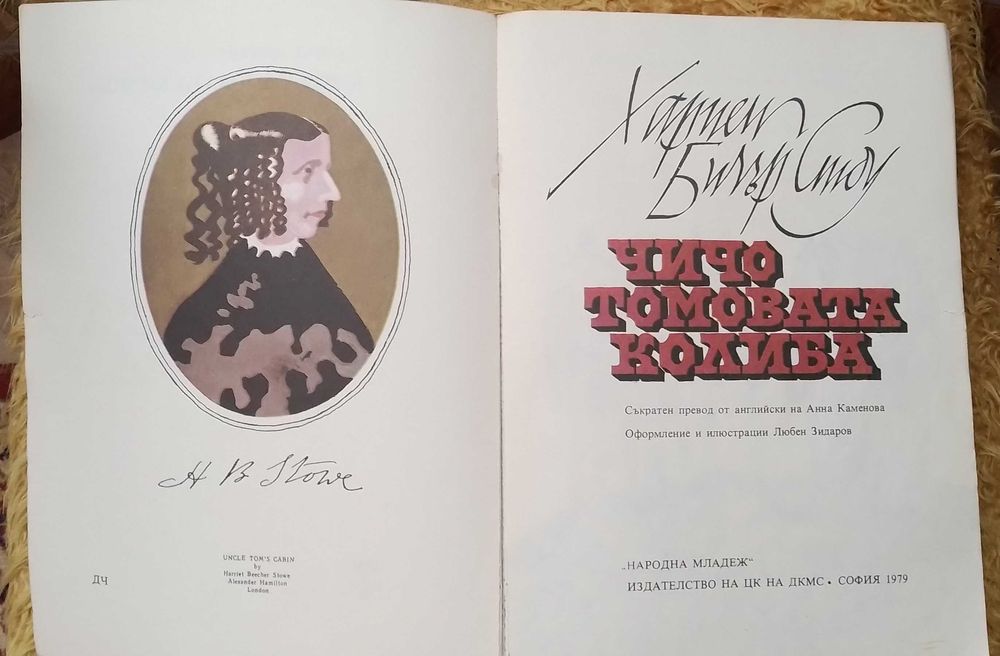 H B Stowe
UNCLE TOM'S CABIN
by
Harriet Beecher Stowe
Alexander Hamilton
London
ДЧ
Хариет
Бичър Стоу
ЧИЧО
ТОМОВАТА
КОЛИБА
Съкратен превод от английски на Анна Каменова
Оформление и илюстрации Любен Зидаров
„НАРОДНА МЛАДЕЖ“
ИЗДАТЕЛСТВО НА ЦК НА ДКМС • СОФИЯ 1979